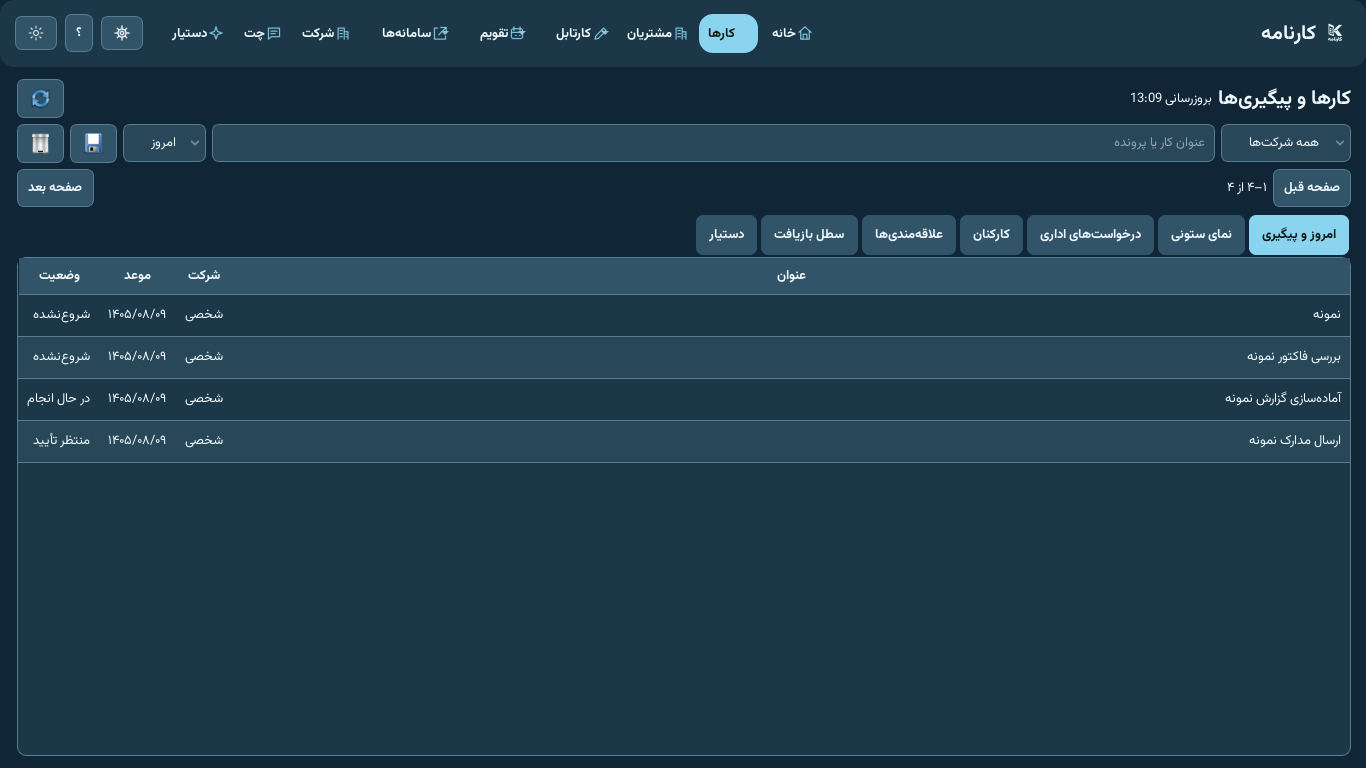 کارنامه
خانه
کارها
مشتریان
کارتابل
تقویم
سامانه‌ها
شرکت
چت
دستیار
؟
کارها و پیگیری‌ها
بروزرسانی 13:09
همه شرکت‌ها
عنوان کار یا پرونده
امروز
صفحه قبل
۱–۴ از ۴
صفحه بعد
امروز و پیگیری
نمای ستونی
درخواست‌های اداری
کارکنان
علاقه‌مندی‌ها
سطل بازیافت
دستیار
عنوان شرکت موعد وضعیت
نمونه شخصی ۱۴۰۵/۰۸/۰۹ شروع‌نشده
بررسی فاکتور نمونه شخصی ۱۴۰۵/۰۸/۰۹ شروع‌نشده
آماده‌سازی گزارش نمونه شخصی ۱۴۰۵/۰۸/۰۹ در حال انجام
ارسال مدارک نمونه شخصی ۱۴۰۵/۰۸/۰۹ منتظر تأیید